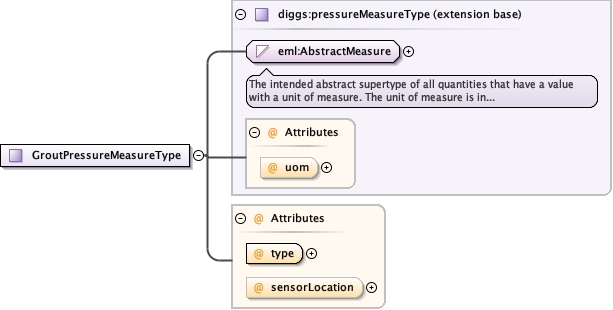 diggs:pressureMeasureType (extension base)
eml:AbstractMeasure
The intended abstract supertype of all quantities that have a value
with a unit of measure. The unit of measure is in...
@ Attributes
@ uom
GroutPressureMeasureType
@ Attributes
@ type
@ sensorLocation